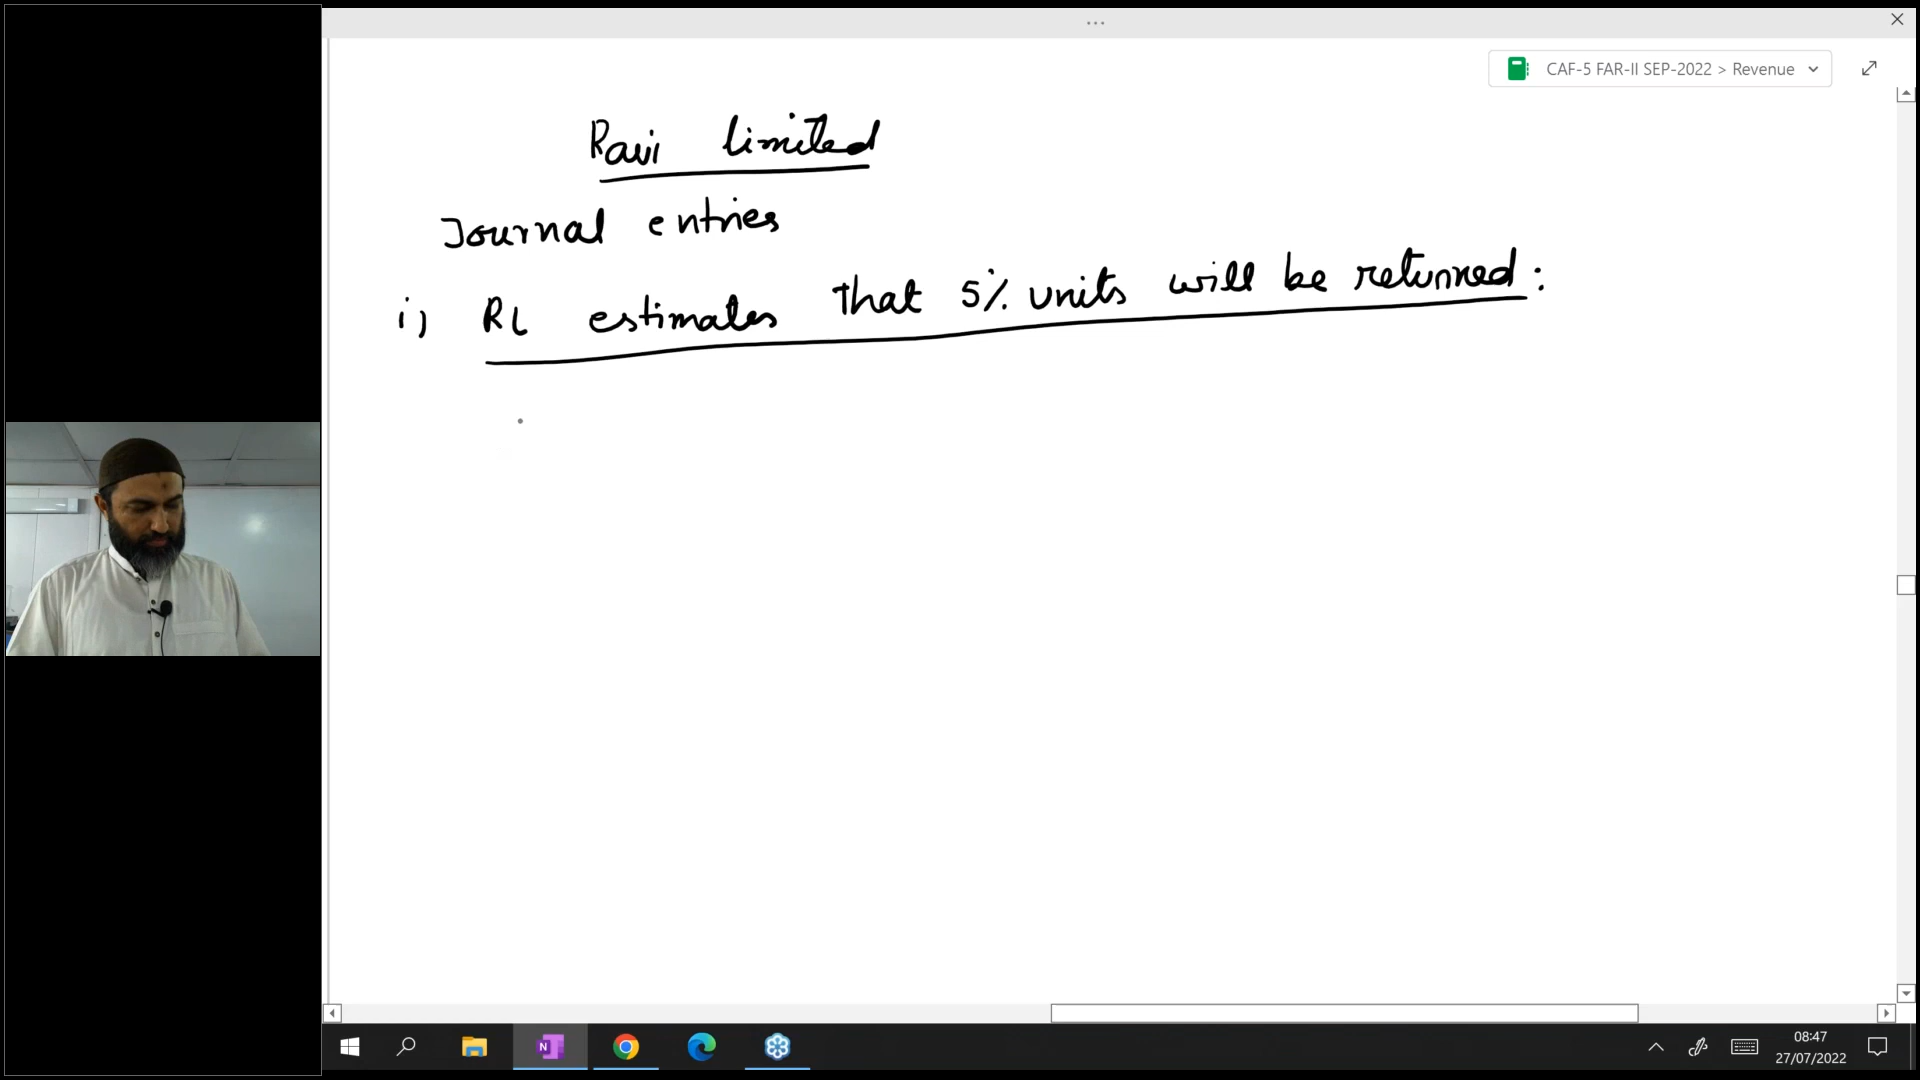 CAF-5 FAR-II SEP-2022 > Revenue
Ravi limited
Journal entries
i) RL estimates that 5% units will be returned:
08:47
27/07/2022